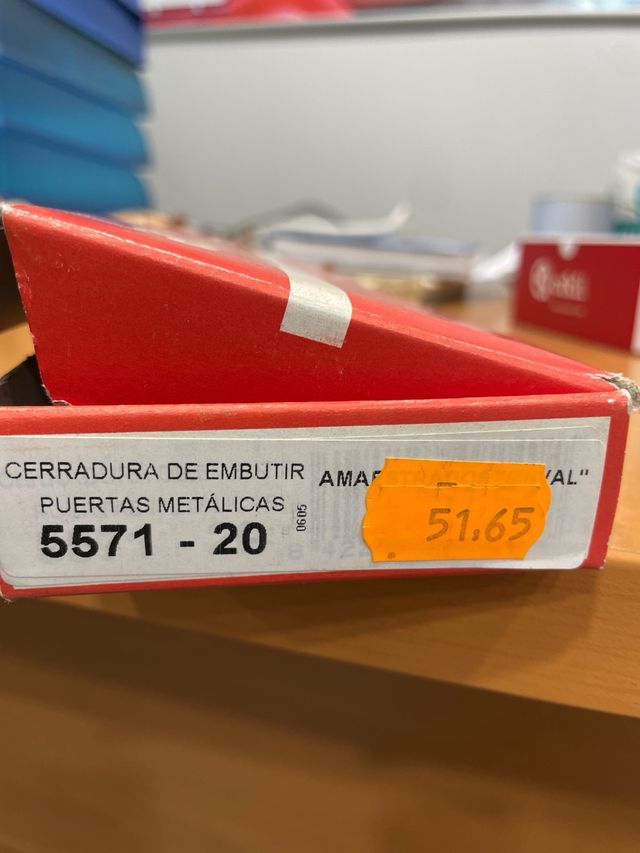 CERRADURA DE EMBUTIR
PUERTAS METÁLICAS
5571 - 20
0605
51.65